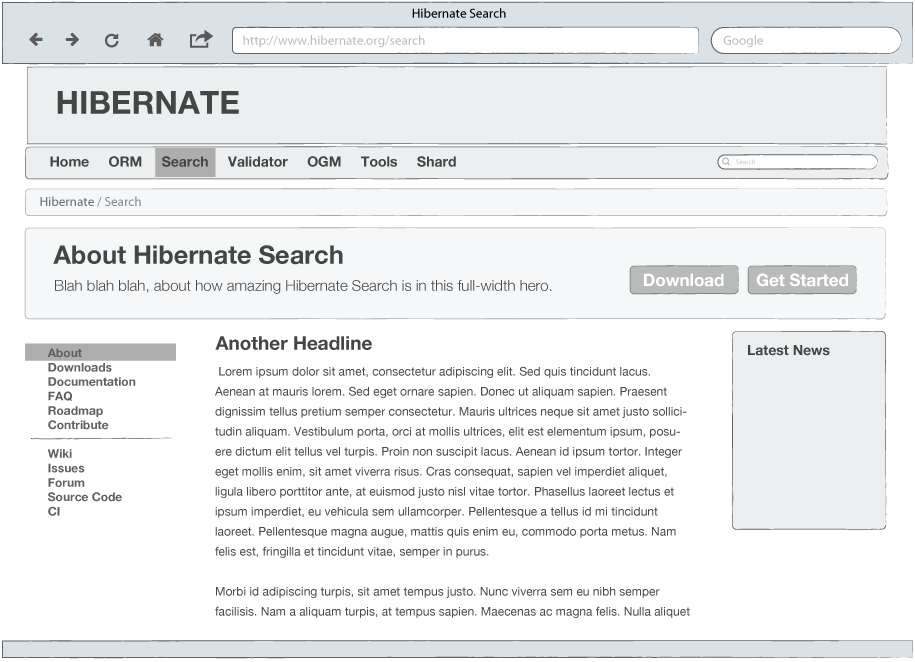 Hibernate Search
http://www.hibernate.org/search
Google
HIBERNATE
Home ORM Search Validator OGM Tools Shard
Search
Hibernate / Search
About Hibernate Search
Blah blah blah, about how amazing Hibernate Search is in this full-width hero.
Download
Get Started
About
Downloads
Documentation
FAQ
Roadmap
Contribute
Wiki
Issues
Forum
Source Code
CI
Another Headline
Lorem ipsum dolor sit amet, consectetur adipiscing elit. Sed quis tincidunt lacus.
Aenean at mauris lorem. Sed eget ornare sapien. Donec ut aliquam sapien. Praesent
dignissim tellus pretium semper consectetur. Mauris ultrices neque sit amet justo sollici-
tudin aliquam. Vestibulum porta, orci at mollis ultrices, elit est elementum ipsum, posu-
ere dictum elit tellus vel turpis. Proin non suscipit lacus. Aenean id ipsum tortor. Integer
eget mollis enim, sit amet viverra risus. Cras consequat, sapien vel imperdiet aliquet,
ligula libero porttitor ante, at euismod justo nisl vitae tortor. Phasellus laoreet lectus et
ipsum imperdiet, eu vehicula sem ullamcorper. Pellentesque a tellus id mi tincidunt
laoreet. Pellentesque magna augue, mattis quis enim eu, commodo porta metus. Nam
felis est, fringilla et tincidunt vitae, semper in purus.
Morbi id adipiscing turpis, sit amet tempus justo. Nunc viverra sem eu nibh semper
facilisis. Nam a aliquam turpis, at tempus sapien. Maecenas ac magna felis. Nulla aliquet
Latest News